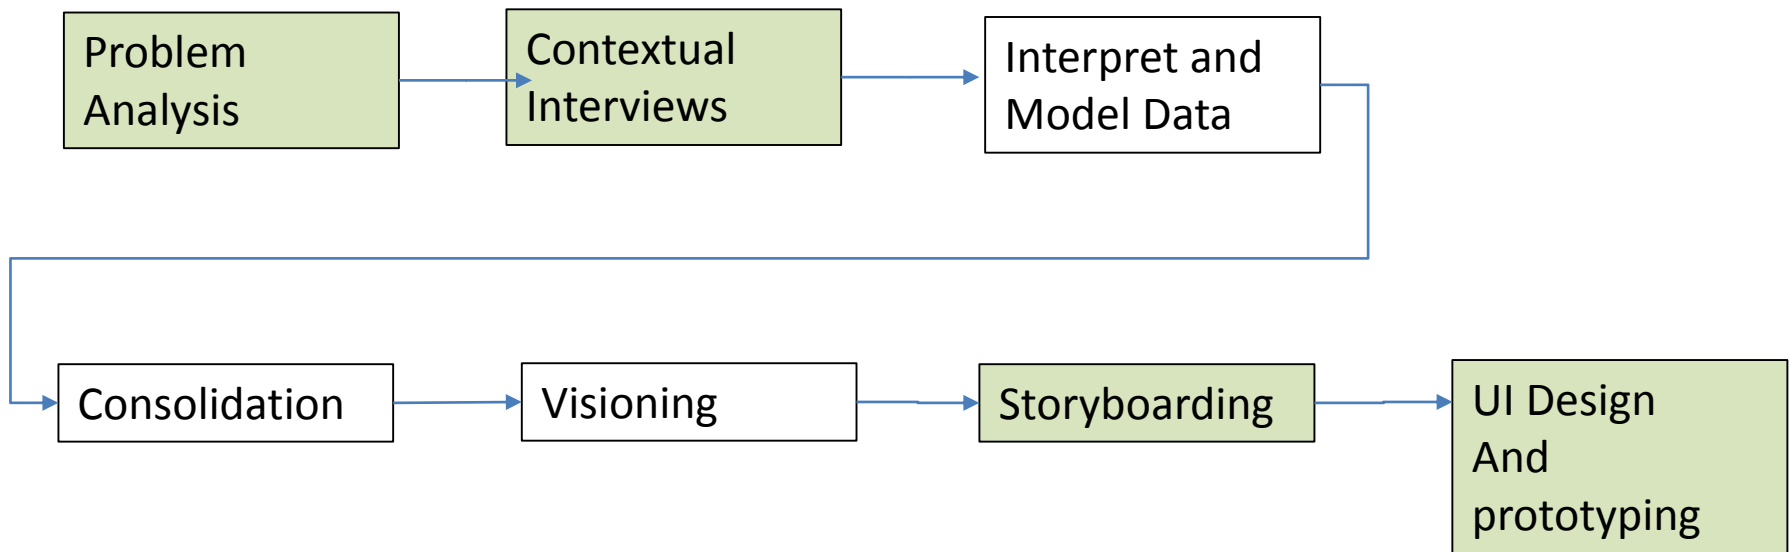 Problem
Analysis
Contextual
Interviews
Interpret and
Model Data
Consolidation
Visioning
Storyboarding
UI Design
And
prototyping